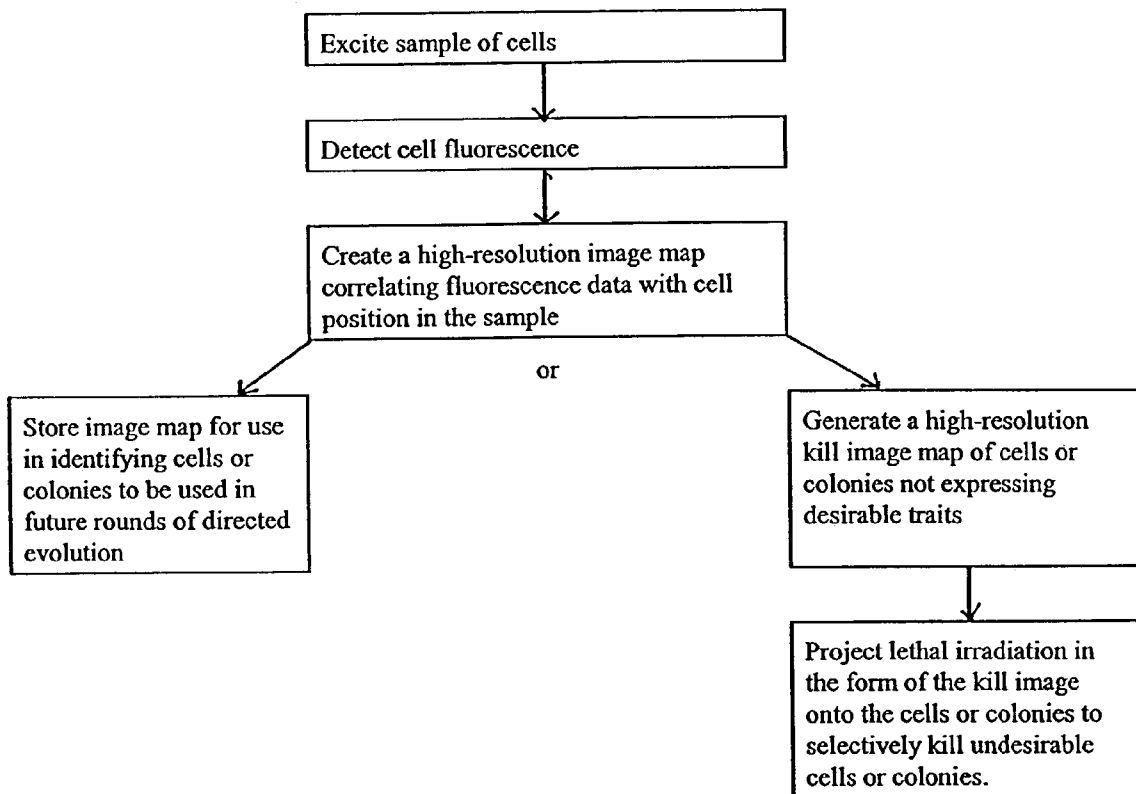 Excite sample of cells
Detect cell fluorescence
Create a high-resolution image map
correlating fluorescence data with cell
position in the sample
or
Store image map for use
in identifying cells or
colonies to be used in
future rounds of directed
evolution
Generate a high-resolution
kill image map of cells or
colonies not expressing
desirable traits
Project lethal irradiation in
the form of the kill image
onto the cells or colonies to
selectively kill undesirable
cells or colonies.